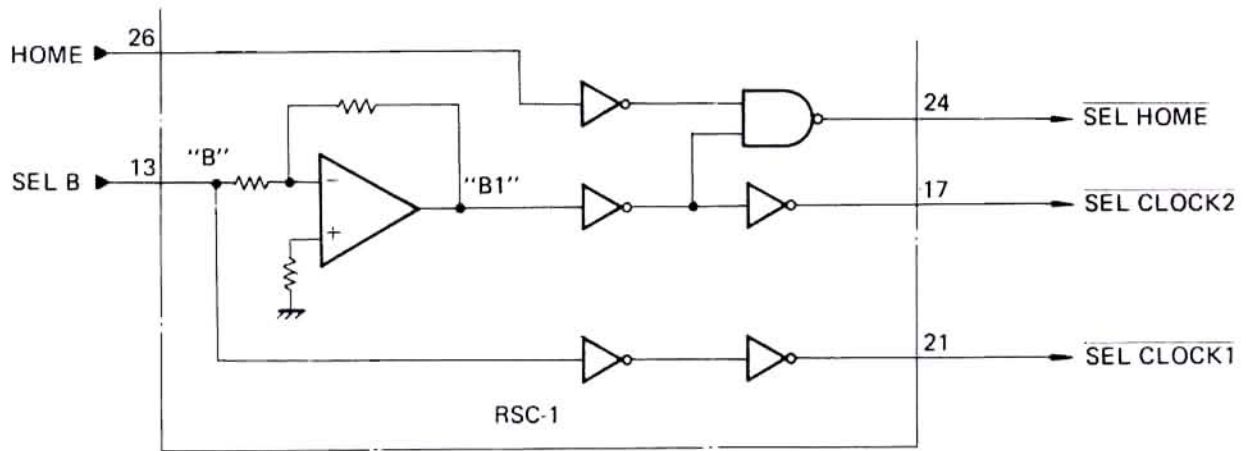 HOME
26
24
SEL HOME
SEL B
13
"B"
"B1"
-
+
17
SEL CLOCK2
21
SEL CLOCK1
RSC-1